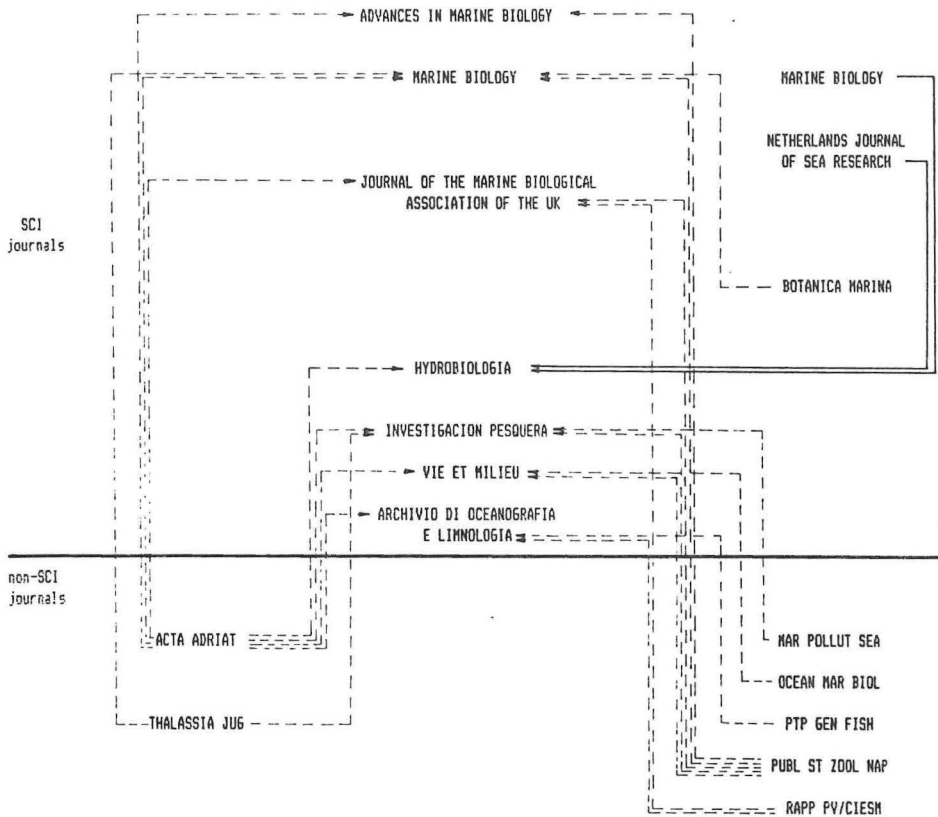 ADVANCES IN MARINE BIOLOGY
MARINE BIOLOGY
MARINE BIOLOGY
NETHERLANDS JOURNAL
OF SEA RESEARCH
JOURNAL OF THE MARINE BIOLOGICAL
ASSOCIATION OF THE UK
SCI
journals
BOTANICA MARINA
HYDROBIOLOGIA
INVESTIGACION PESQUERA
VIE ET MILIEU
ARCHIVIO DI OCEANOGRAFIA
E LIMNOLOGIA
non-SCI
journals
ACTA ADRIAT
MAR POLLUT SEA
OCEAN MAR BIOL
THALASSIA JUG
PTP GEN FISH
PUBL ST ZOOL NAP
RAPP PV/CIESM